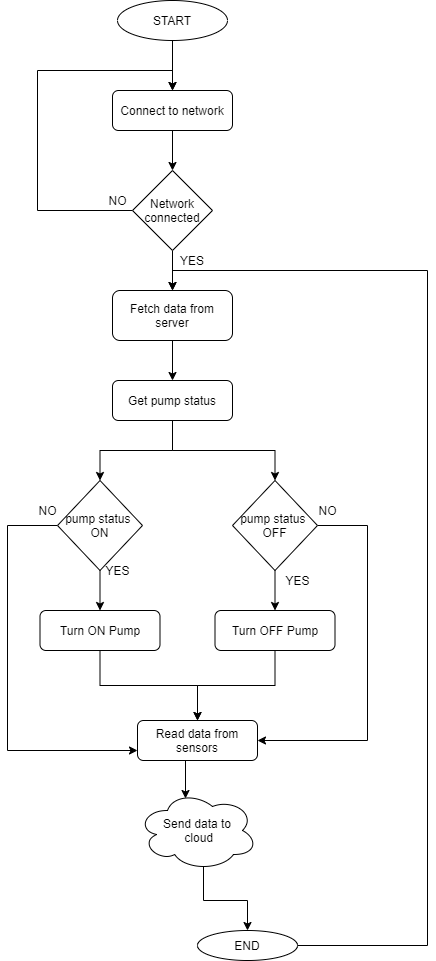 START
Connect to network
NO
Network
connected
YES
Fetch data from
server
Get pump status
NO
pump status
ON
YES
pump status
OFF
NO
YES
Turn ON Pump
Turn OFF Pump
Read data from
sensors
Send data to
cloud
END